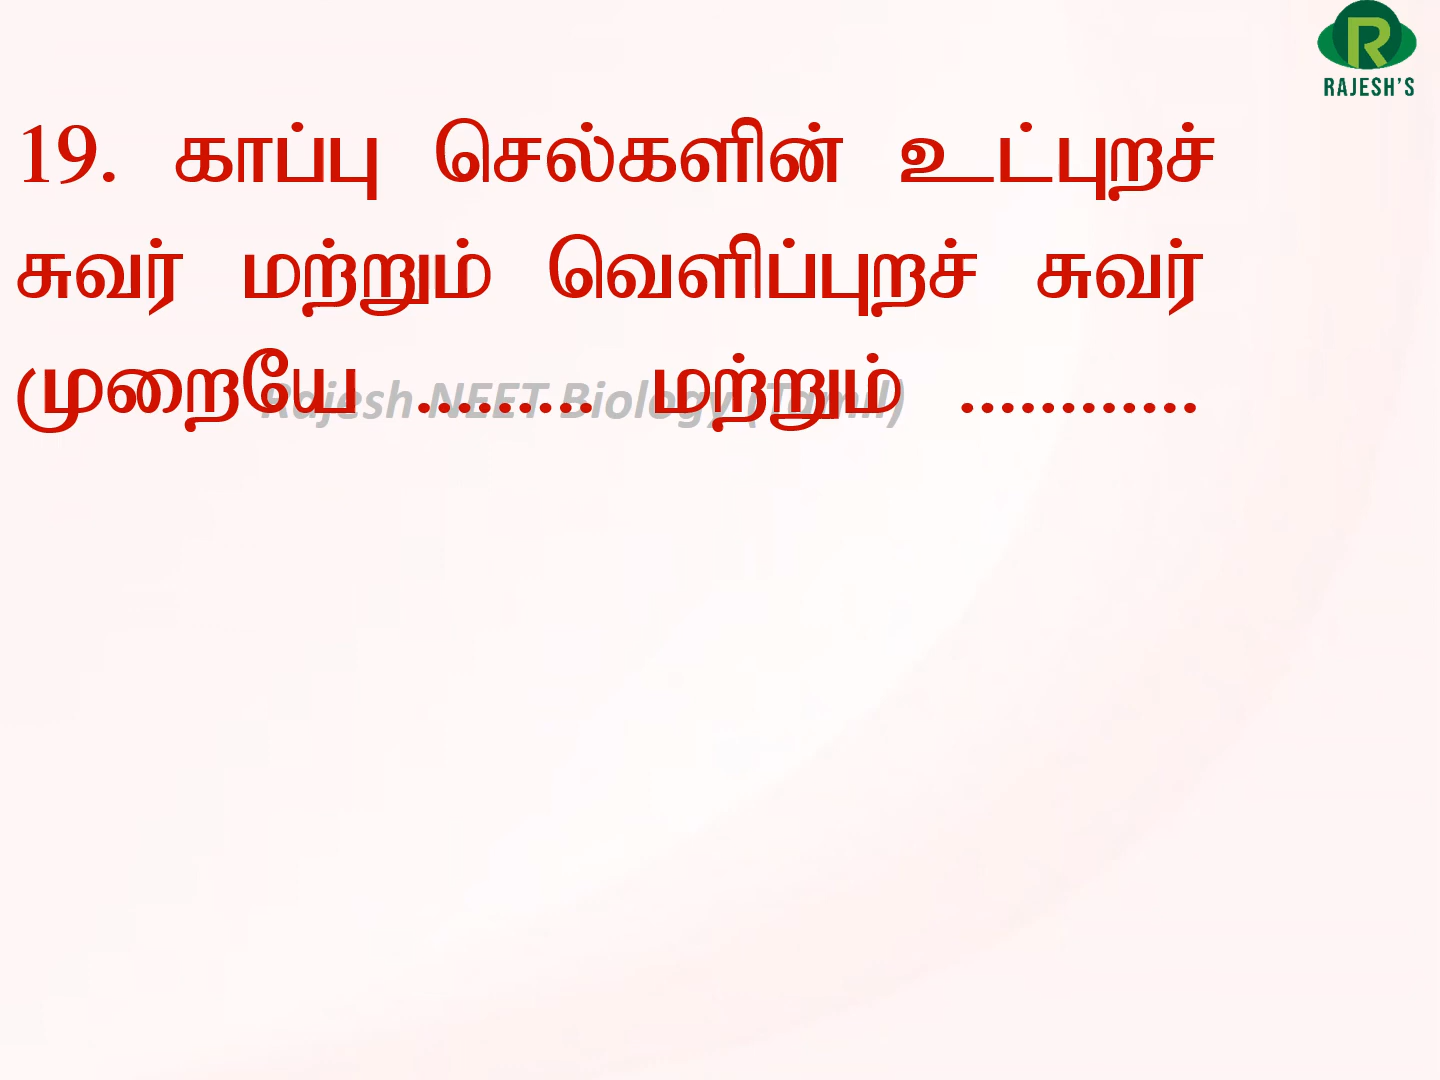 RAJESH'S
19. காப்பு செல்களின் உட்புறச்
சுவர் மற்றும் வெளிப்புறச் சுவர்
முறையே ......... மற்றும் ............
Rajesh NEET Biology (Tamil)